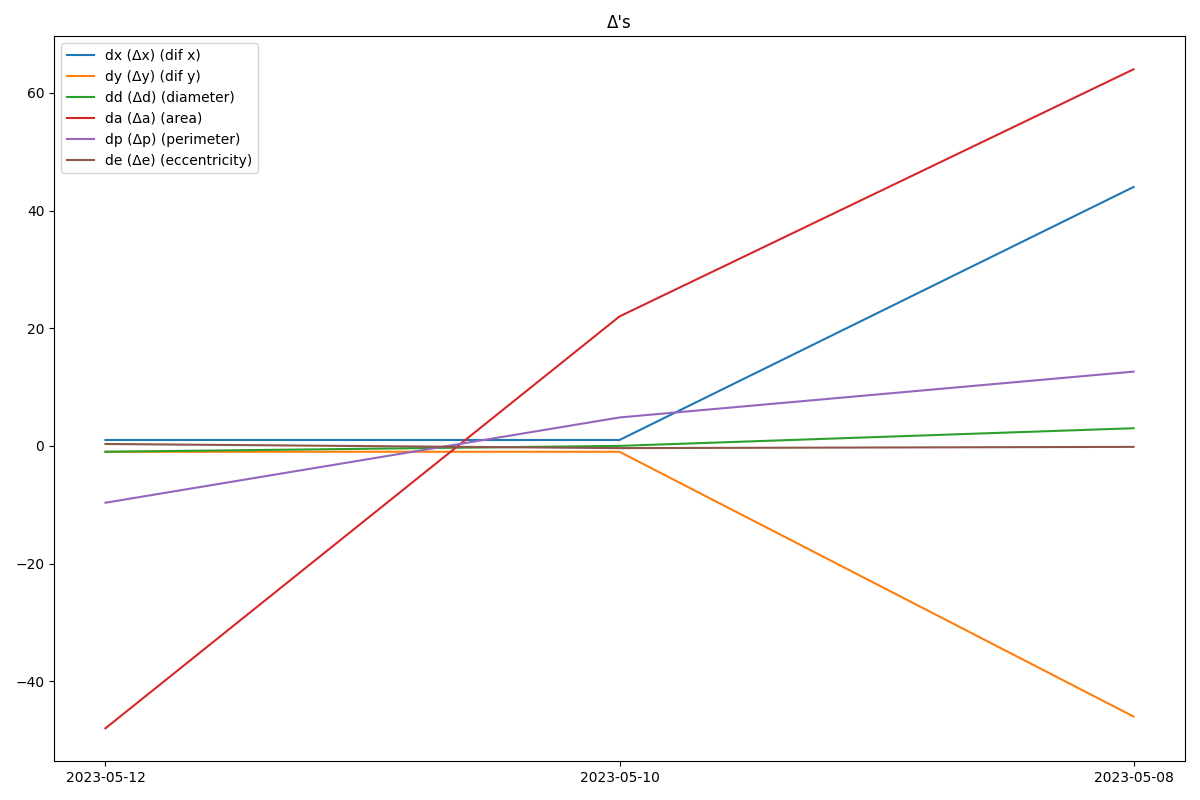 Δ's
dx (Δx) (dif x)
dy (Δy) (dif y)
dd (Δd) (diameter)
da (Δa) (area)
dp (Δp) (perimeter)
de (Δe) (eccentricity)
60
40
20
0
−20
−40
2023-05-12
2023-05-10
2023-05-08